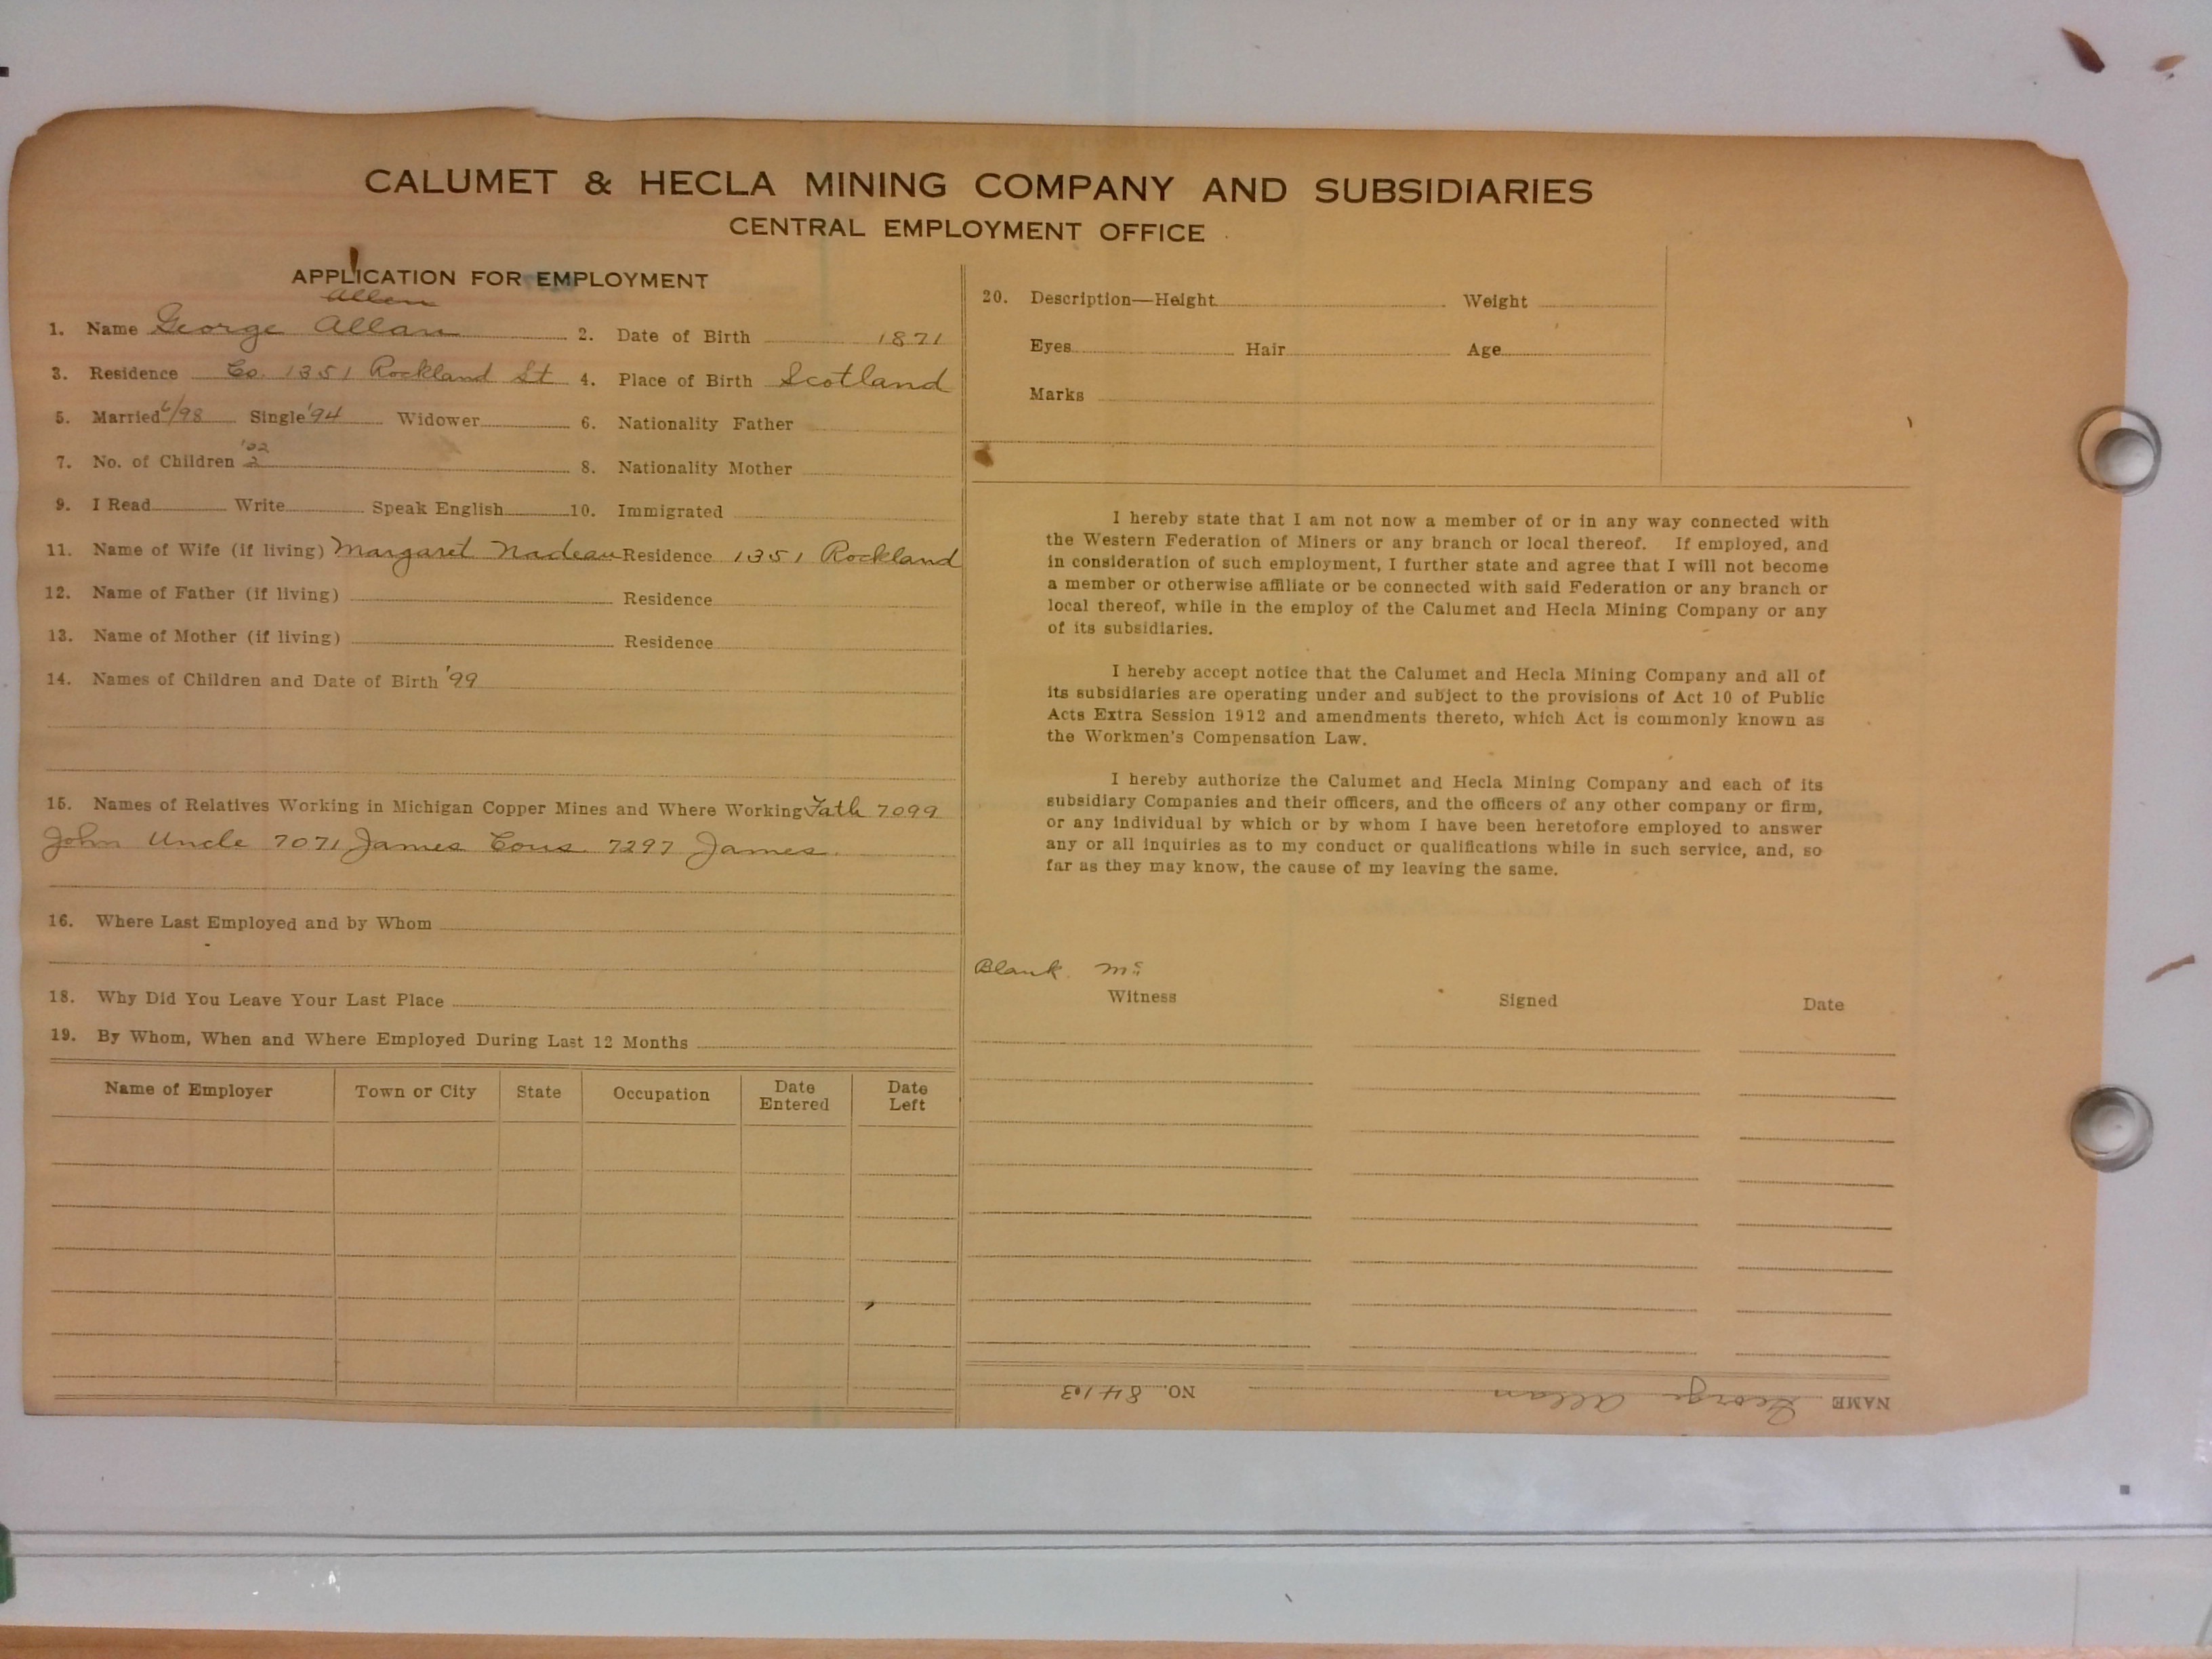 CALUMET & HECLA MINING COMPANY AND SUBSIDIARIES
CENTRAL EMPLOYMENT OFFICE
APPLICATION FOR EMPLOYMENT
Allen
1. Name George Allan 2. Date of Birth 1871
3. Residence Co. 1351 Rockland St 4. Place of Birth Scotland
5. Married 6/98 Single '94 Widower 6. Nationality Father
'02
7. No. of Children 2 8. Nationality Mother
9. I Read Write Speak English 10. Immigrated
11. Name of Wife (if living) Margaret Nadeau Residence 1351 Rockland
12. Name of Father (if living) Residence
13. Name of Mother (if living) Residence
14. Names of Children and Date of Birth '99
15. Names of Relatives Working in Michigan Copper Mines and Where Working Fath 7099
John Uncle 7071 James Cous 7297 James
16. Where Last Employed and by Whom
18. Why Did You Leave Your Last Place
19. By Whom, When and Where Employed During Last 12 Months
Name of Employer Town or City State Occupation Date Entered Date Left
20. Description—Height Weight
Eyes Hair Age
Marks
I hereby state that I am not now a member of or in any way connected with
the Western Federation of Miners or any branch or local thereof. If employed, and
in consideration of such employment, I further state and agree that I will not become
a member or otherwise affiliate or be connected with said Federation or any branch or
local thereof, while in the employ of the Calumet and Hecla Mining Company or any
of its subsidiaries.
I hereby accept notice that the Calumet and Hecla Mining Company and all of
its subsidiaries are operating under and subject to the provisions of Act 10 of Public
Acts Extra Session 1912 and amendments thereto, which Act is commonly known as
the Workmen's Compensation Law.
I hereby authorize the Calumet and Hecla Mining Company and each of its
subsidiary Companies and their officers, and the officers of any other company or firm,
or any individual by which or by whom I have been heretofore employed to answer
any or all inquiries as to my conduct or qualifications while in such service, and, so
far as they may know, the cause of my leaving the same.
Blank
Witness Signed Date
NAME George Allan NO. 84103